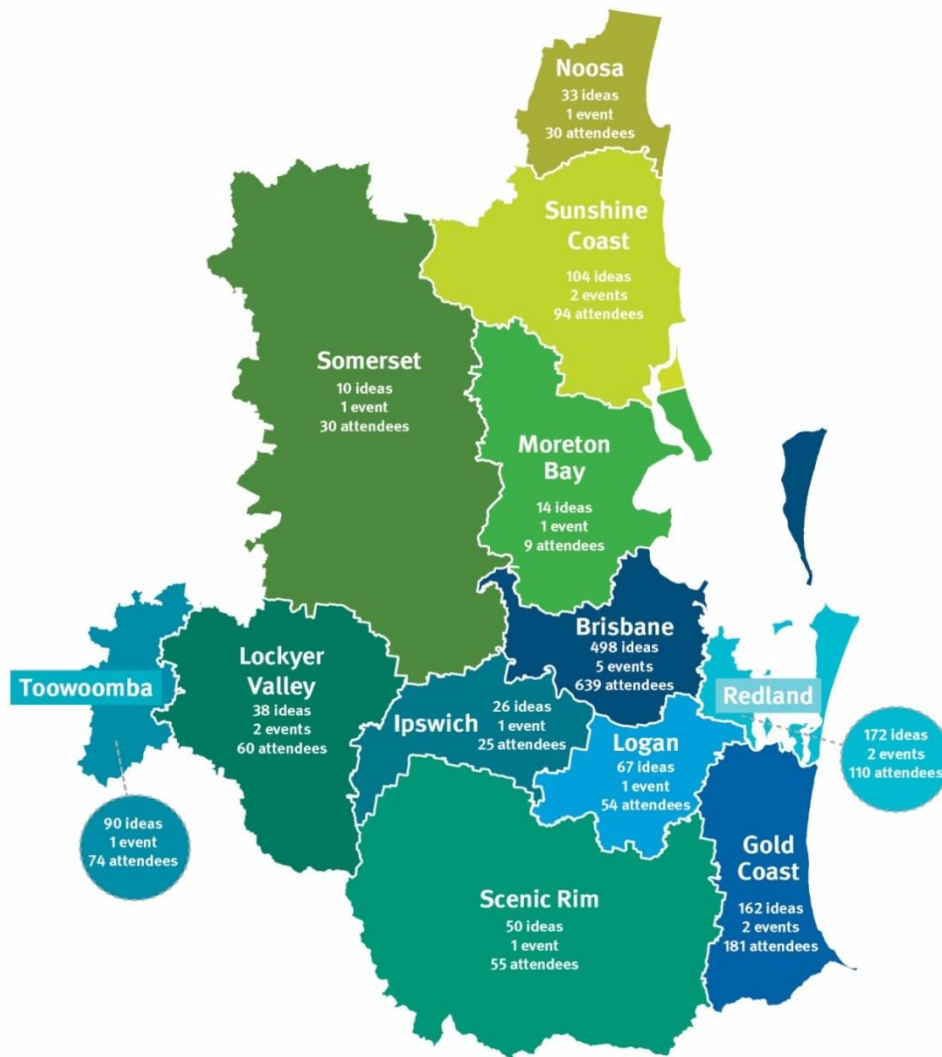 Noosa
33 ideas
1 event
30 attendees
Sunshine
Coast
104 ideas
2 events
94 attendees
Somerset
10 ideas
1 event
30 attendees
Moreton
Bay
14 ideas
1 event
9 attendees
Brisbane
498 ideas
5 events
639 attendees
Toowoomba
90 ideas
1 event
74 attendees
Lockyer
Valley
38 ideas
2 events
60 attendees
Ipswich
26 ideas
1 event
25 attendees
Logan
67 ideas
1 event
54 attendees
Redland
172 ideas
2 events
110 attendees
Gold
Coast
162 ideas
2 events
181 attendees
Scenic Rim
50 ideas
1 event
55 attendees